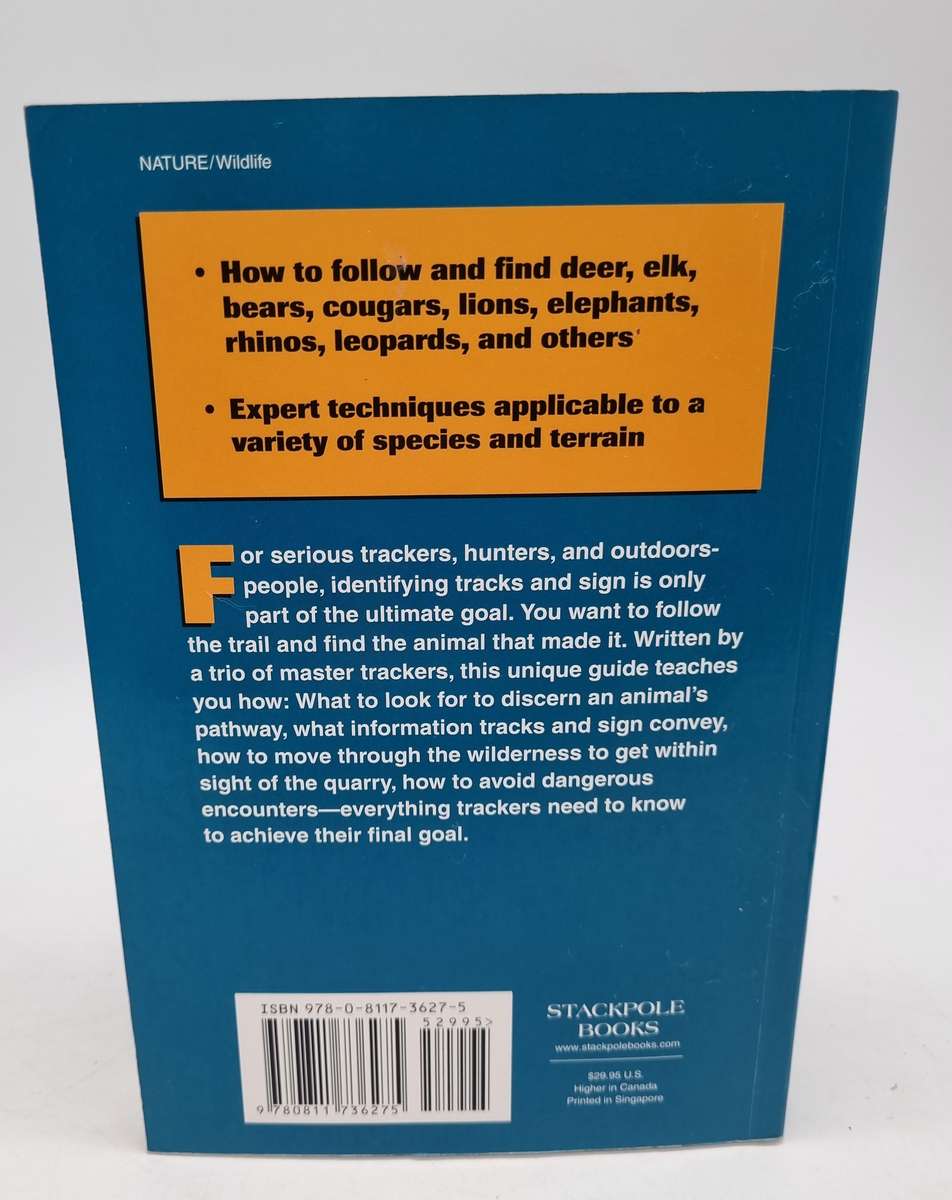 NATURE/Wildlife
• How to follow and find deer, elk,
bears, cougars, lions, elephants,
rhinos, leopards, and others
• Expert techniques applicable to a
variety of species and terrain
For serious trackers, hunters, and outdoors-
people, identifying tracks and sign is only
part of the ultimate goal. You want to follow
the trail and find the animal that made it. Written by
a trio of master trackers, this unique guide teaches
you how: What to look for to discern an animal's
pathway, what information tracks and sign convey,
how to move through the wilderness to get within
sight of the quarry, how to avoid dangerous
encounters—everything trackers need to know
to achieve their final goal.
ISBN 978-0-8117-3627-5
52995>
9 780811 736275
STACKPOLE
BOOKS
www.stackpolebooks.com
$29.95 U.S.
Higher in Canada
Printed in Singapore